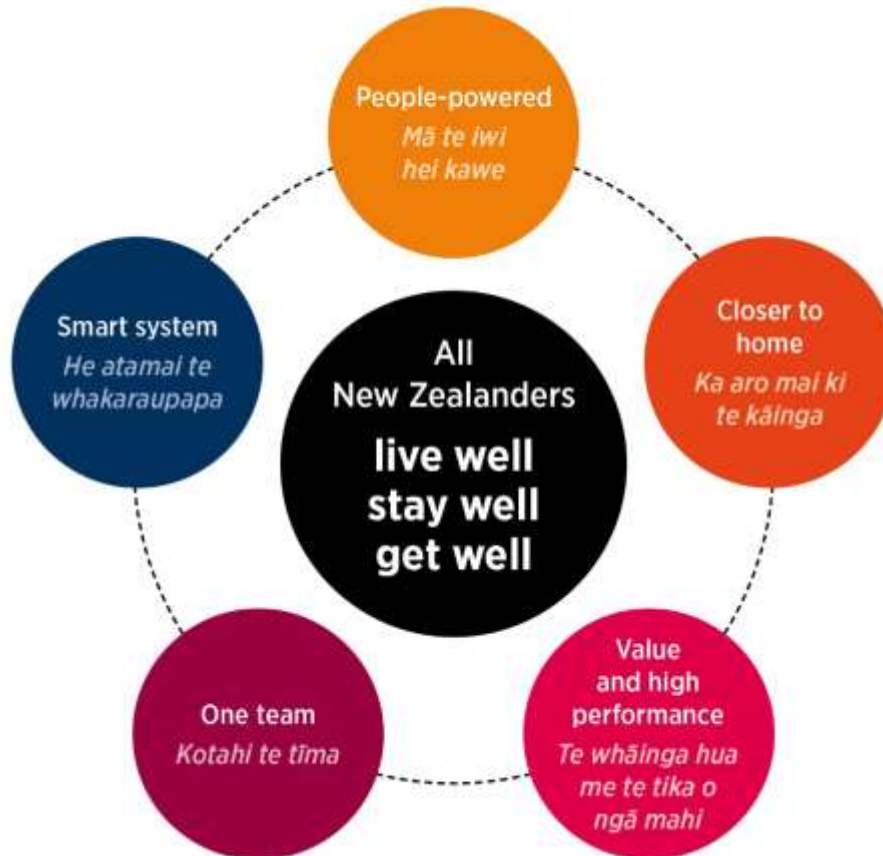 People-powered
Mā te iwi
hei kawe
Closer to
home
Ka aro mai ki
te kāinga
Value
and high
performance
Te whāinga hua
me te tika o
ngā mahi
One team
Kotahi te tīma
Smart system
He atamai te
whakaraupapa
All
New Zealanders
live well
stay well
get well